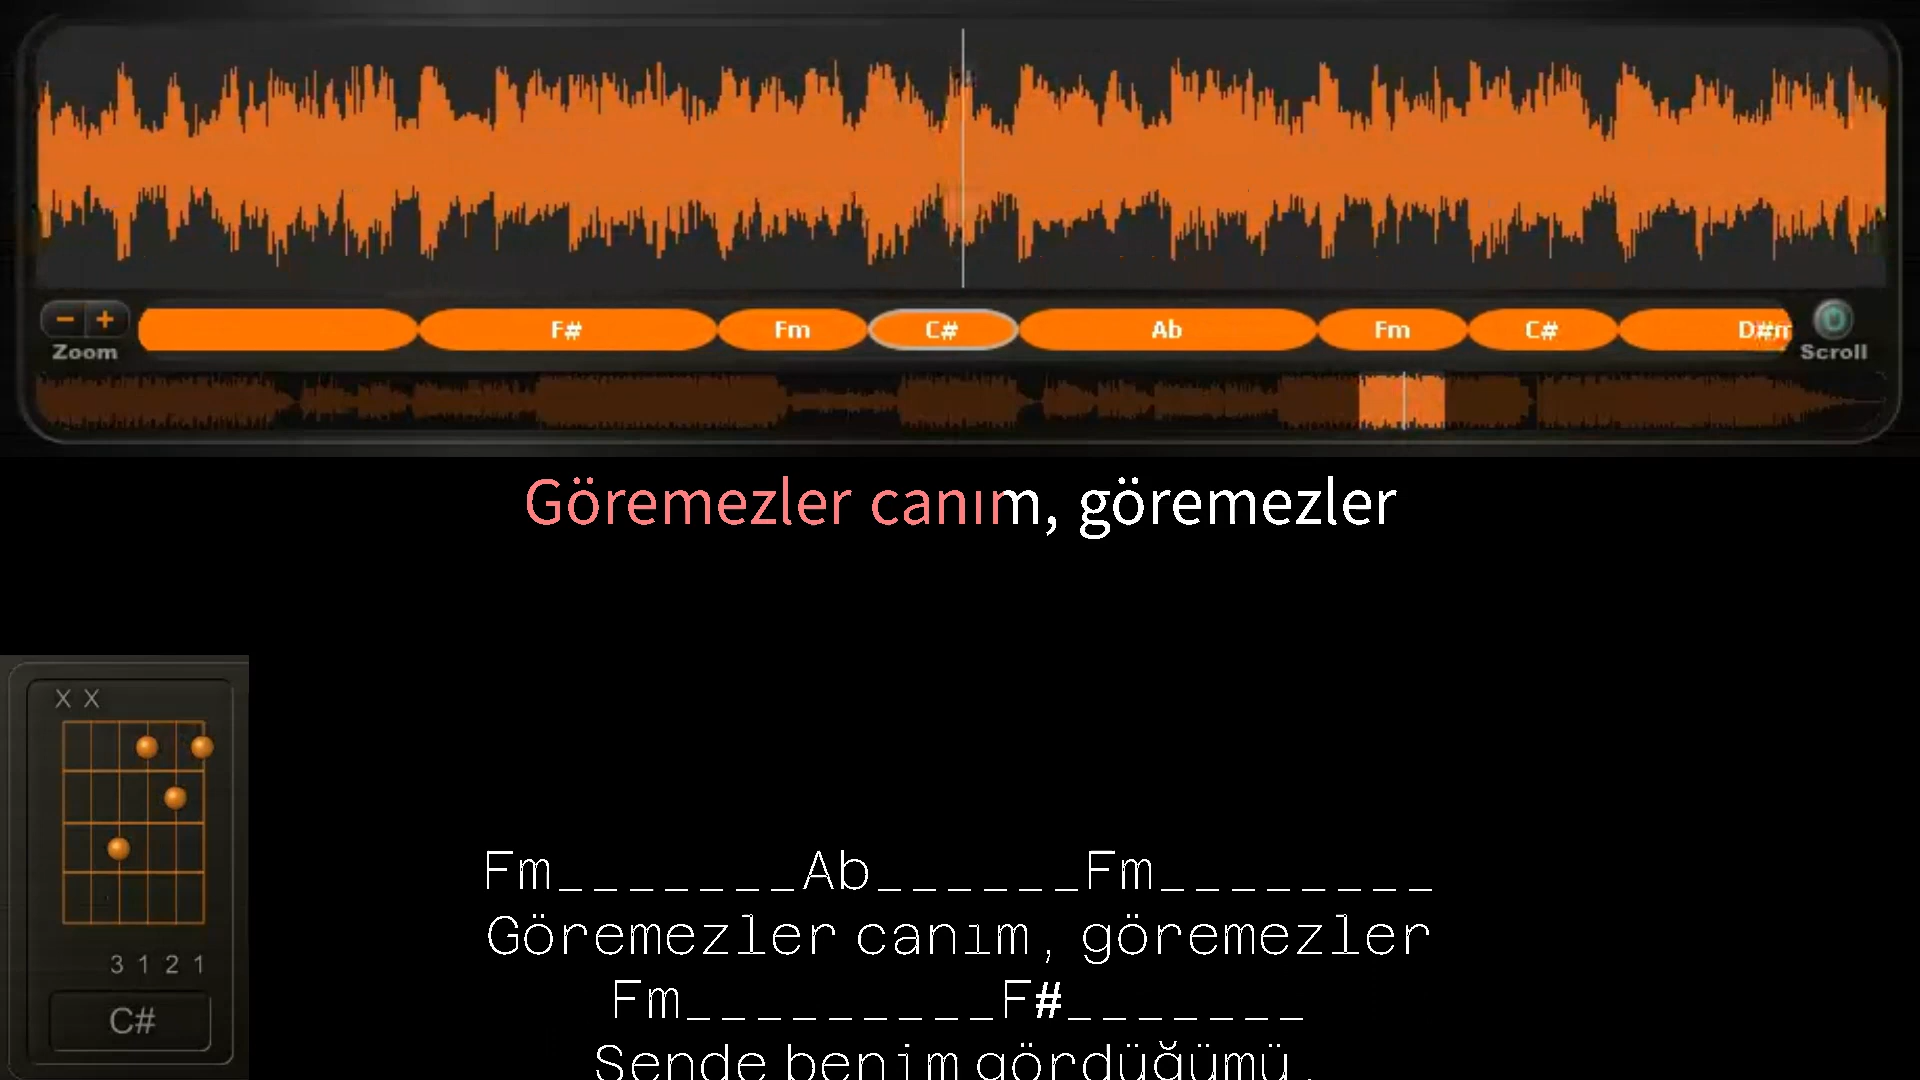 F# Fm C# Ab Fm C# D#m
Zoom
Scroll
Göremezler canım, göremezler
X X
3 1 2 1
C#
Fm_______Ab______Fm________
Göremezler canım, göremezler
Fm_________F#_______
Sende benim gördüğümü,